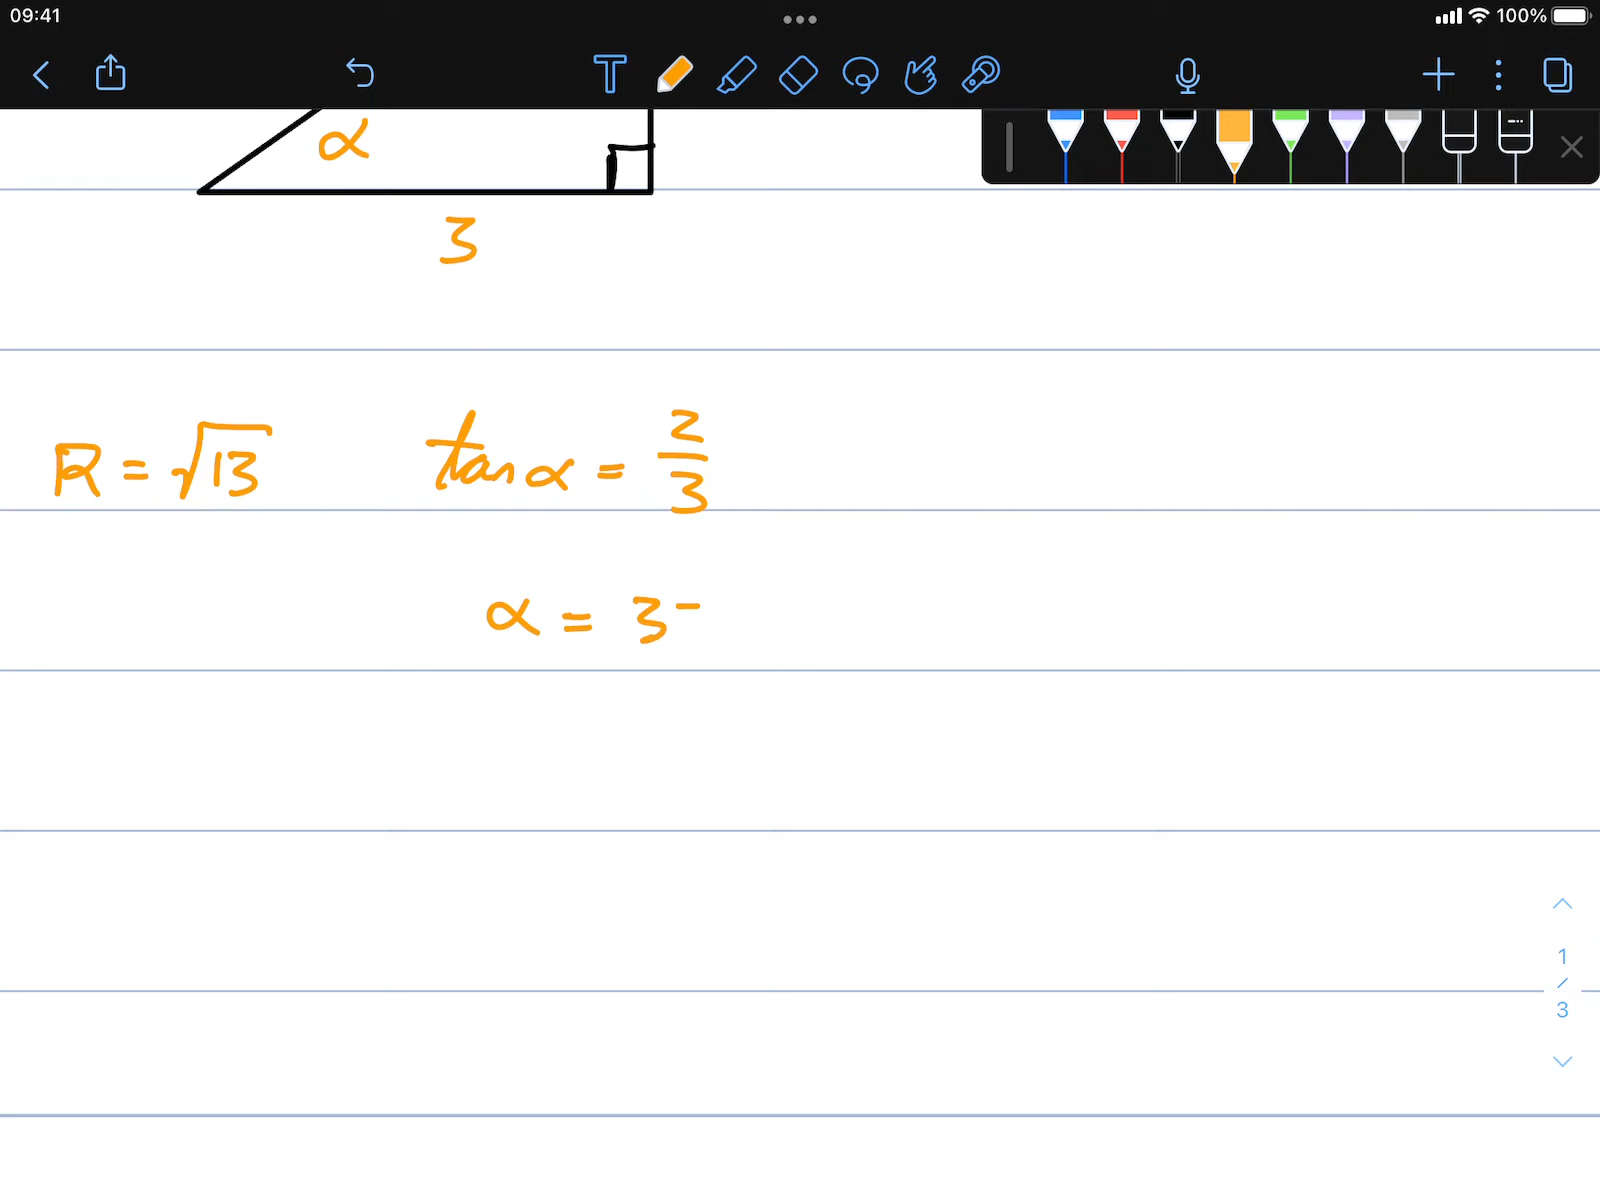 09:41
100%
α
3
R = √13 tan α = 2/3
α = 3-
1
/
3